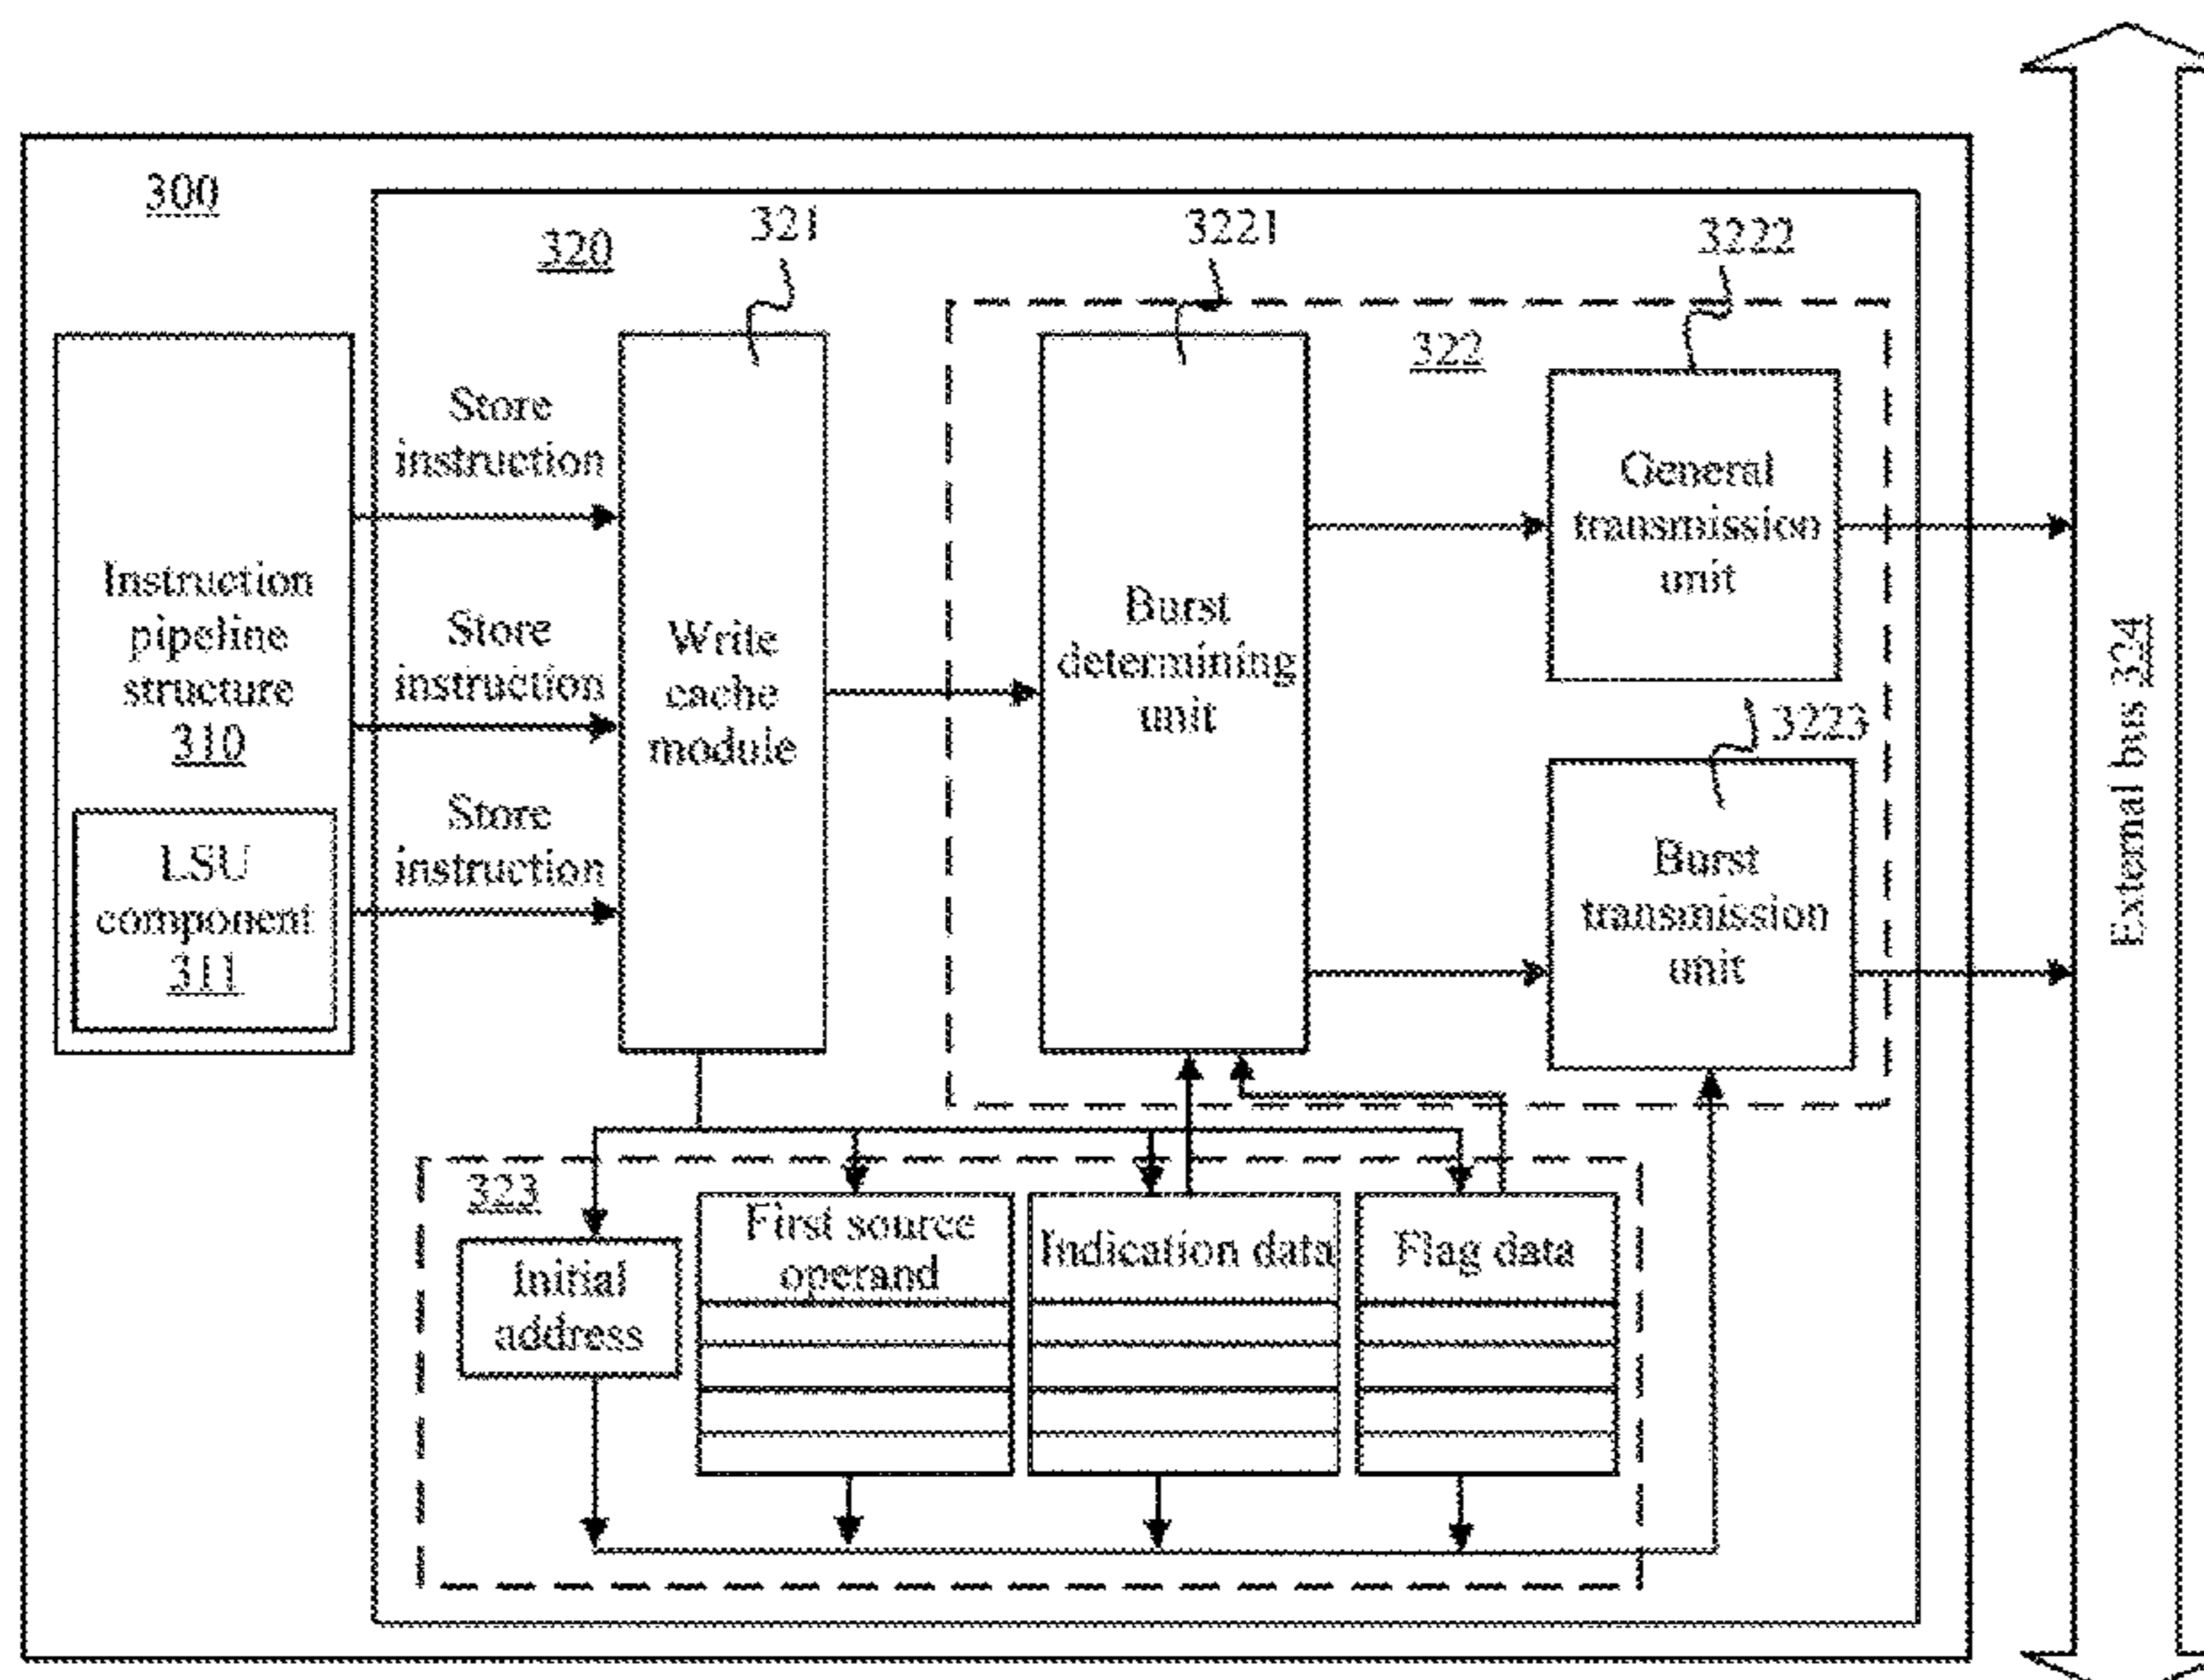 300
320
321
3221
3222
322
Store
instruction
Store
instruction
Store
instruction
Instruction
pipeline
structure
310
LSU
component
311
Write
cache
module
Burst
determining
unit
General
transmission
unit
3223
Burst
transmission
unit
External bus 324
323
Initial
address
First source
operand
Indication data
Flag data